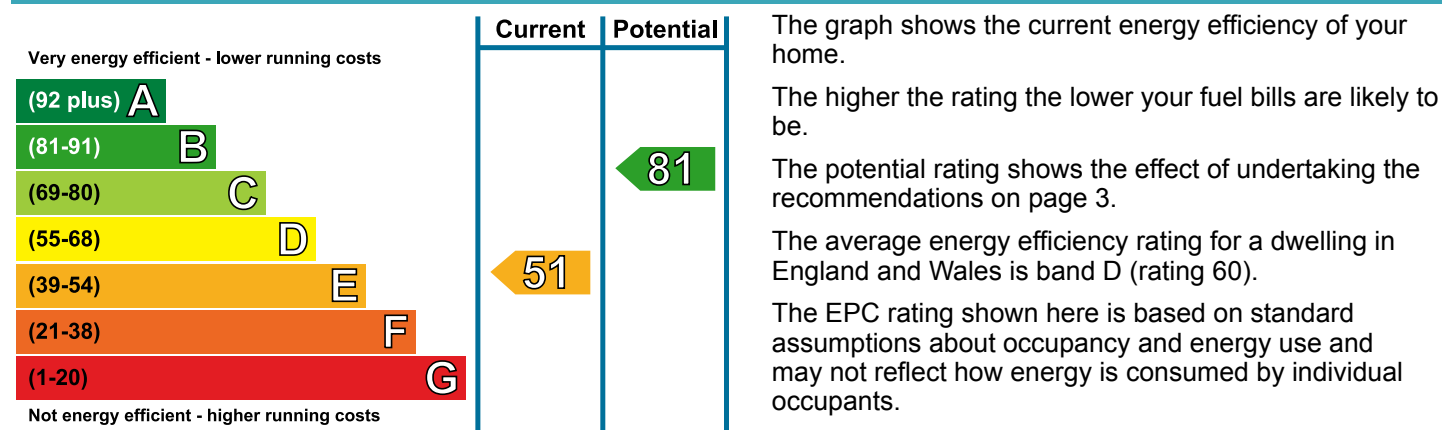 Current Potential
Very energy efficient - lower running costs
(92 plus) A
(81-91) B
(69-80) C
(55-68) D
(39-54) E
(21-38) F
(1-20) G
Not energy efficient - higher running costs
81
51
The graph shows the current energy efficiency of your
home.
The higher the rating the lower your fuel bills are likely to
be.
The potential rating shows the effect of undertaking the
recommendations on page 3.
The average energy efficiency rating for a dwelling in
England and Wales is band D (rating 60).
The EPC rating shown here is based on standard
assumptions about occupancy and energy use and
may not reflect how energy is consumed by individual
occupants.